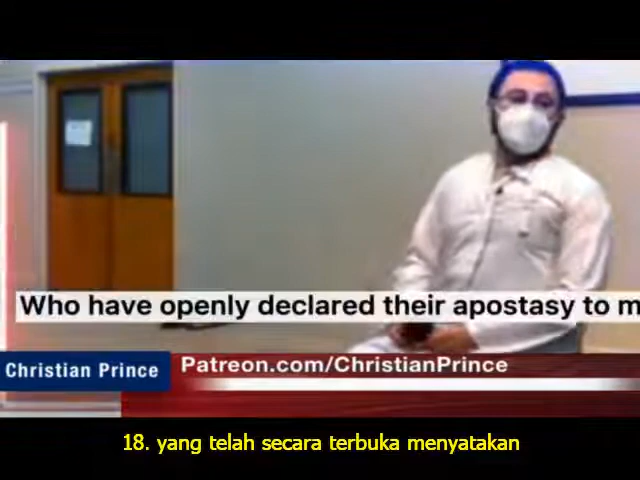 Who have openly declared their apostasy to m
Christian Prince
Patreon.com/ChristianPrince
18. yang telah secara terbuka menyatakan